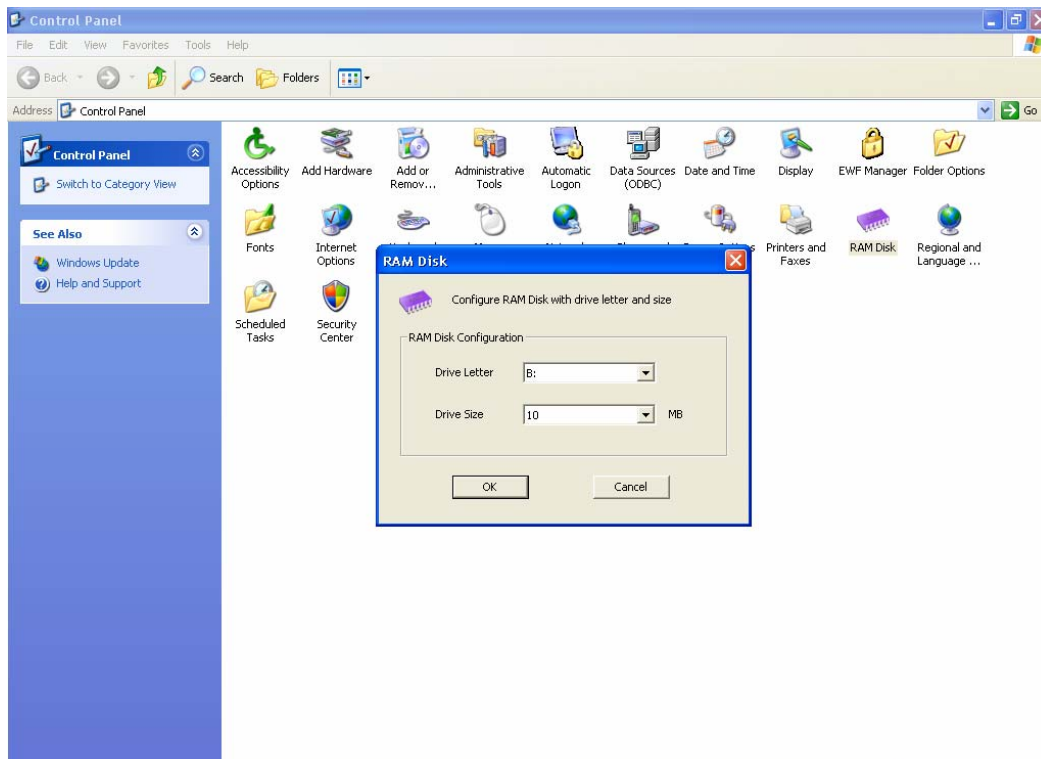 Control Panel
File Edit View Favorites Tools Help
Back Search Folders
Address Control Panel Go
Control Panel
Switch to Category View
See Also
Windows Update
Help and Support
Accessibility Options
Add Hardware
Add or Remov...
Administrative Tools
Automatic Logon
Data Sources (ODBC)
Date and Time
Display
EWF Manager
Folder Options
Fonts
Internet Options
Printers and Faxes
RAM Disk
Regional and Language ...
Scheduled Tasks
Security Center
RAM Disk
Configure RAM Disk with drive letter and size
RAM Disk Configuration
Drive Letter B:
Drive Size 10 MB
OK Cancel